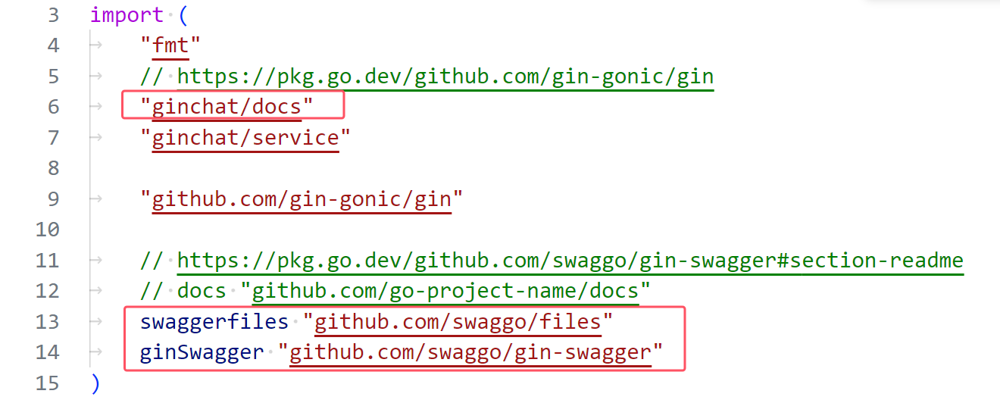 3 import (
4 "fmt"
5 // https://pkg.go.dev/github.com/gin-gonic/gin
6 "ginchat/docs"
7 "ginchat/service"
8
9 "github.com/gin-gonic/gin"
10
11 // https://pkg.go.dev/github.com/swaggo/gin-swagger#section-readme
12 // docs "github.com/go-project-name/docs"
13 swaggerfiles "github.com/swaggo/files"
14 ginSwagger "github.com/swaggo/gin-swagger"
15 )